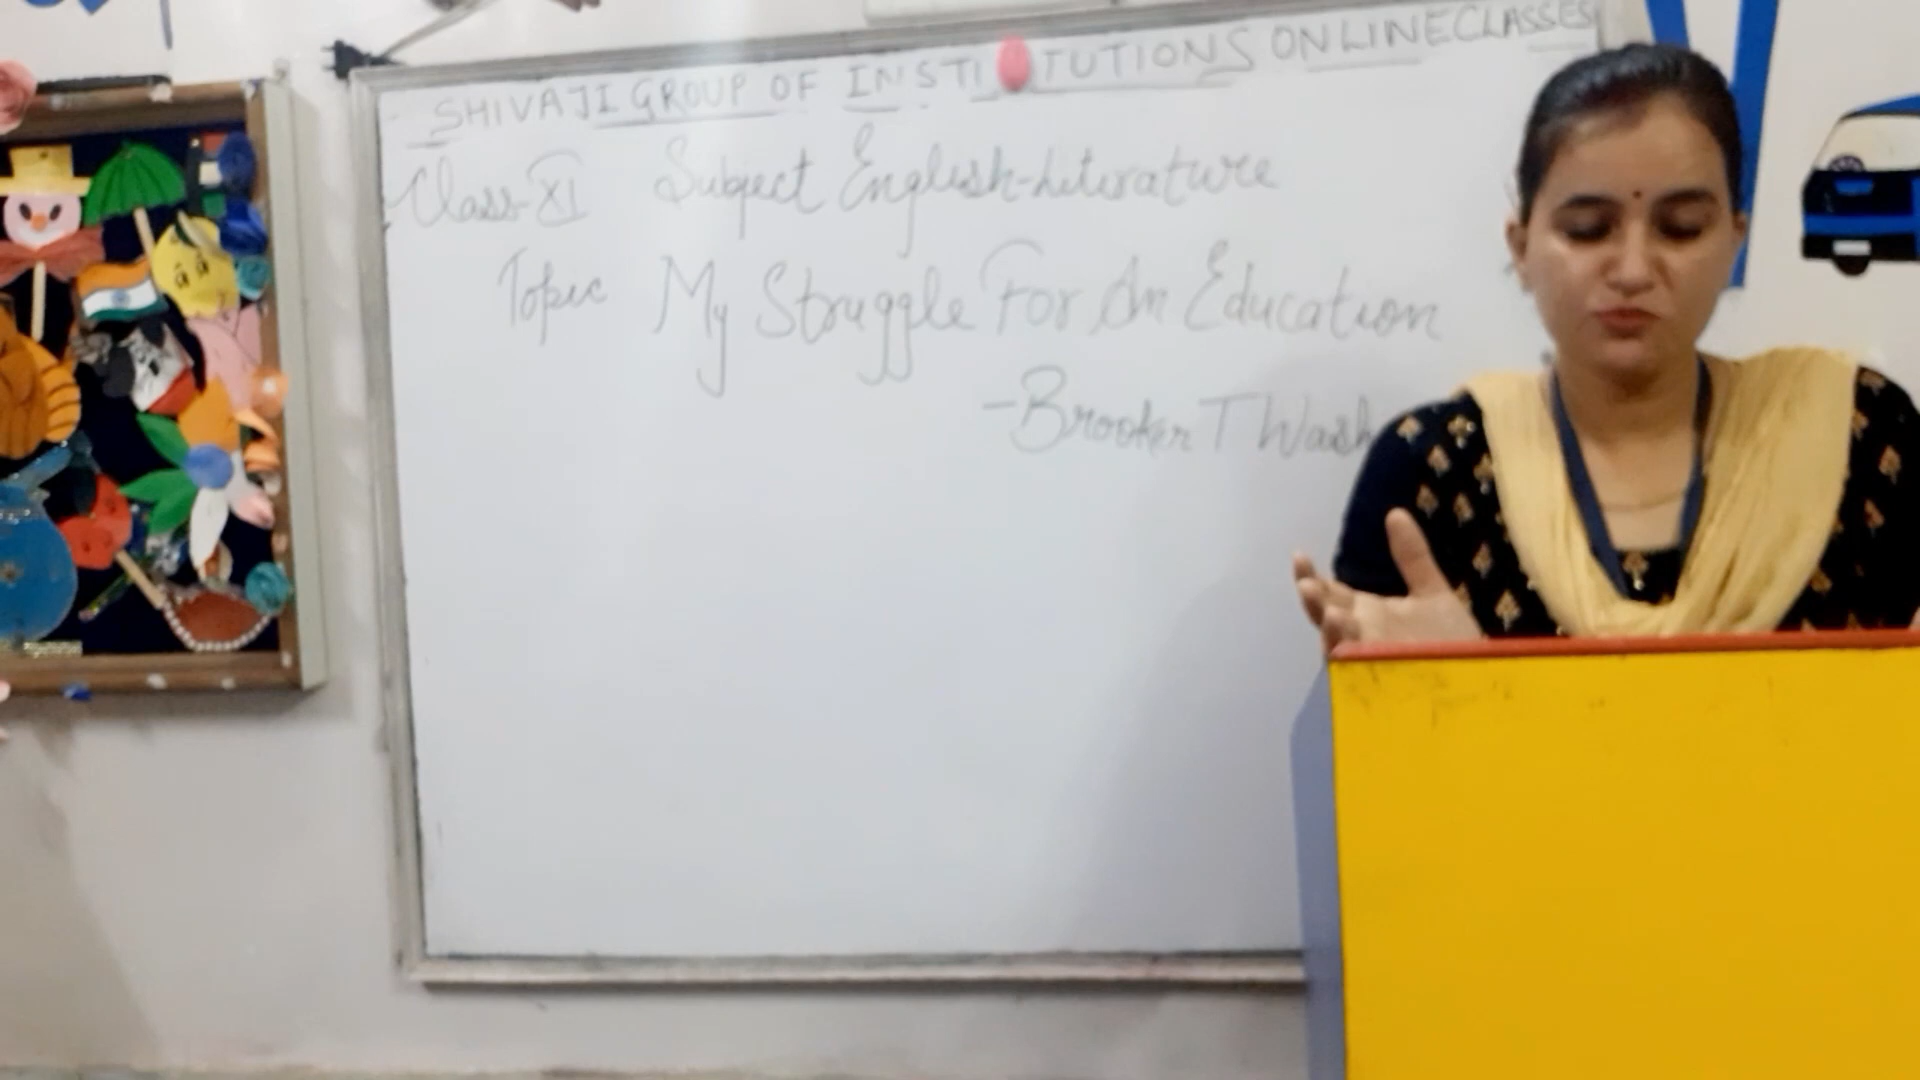 SHIVAJI GROUP OF INSTITUTIONS ONLINE CLASSES
Class-XI Subject English-Literature
Topic My Struggle For An Education
-Brooker T Wash